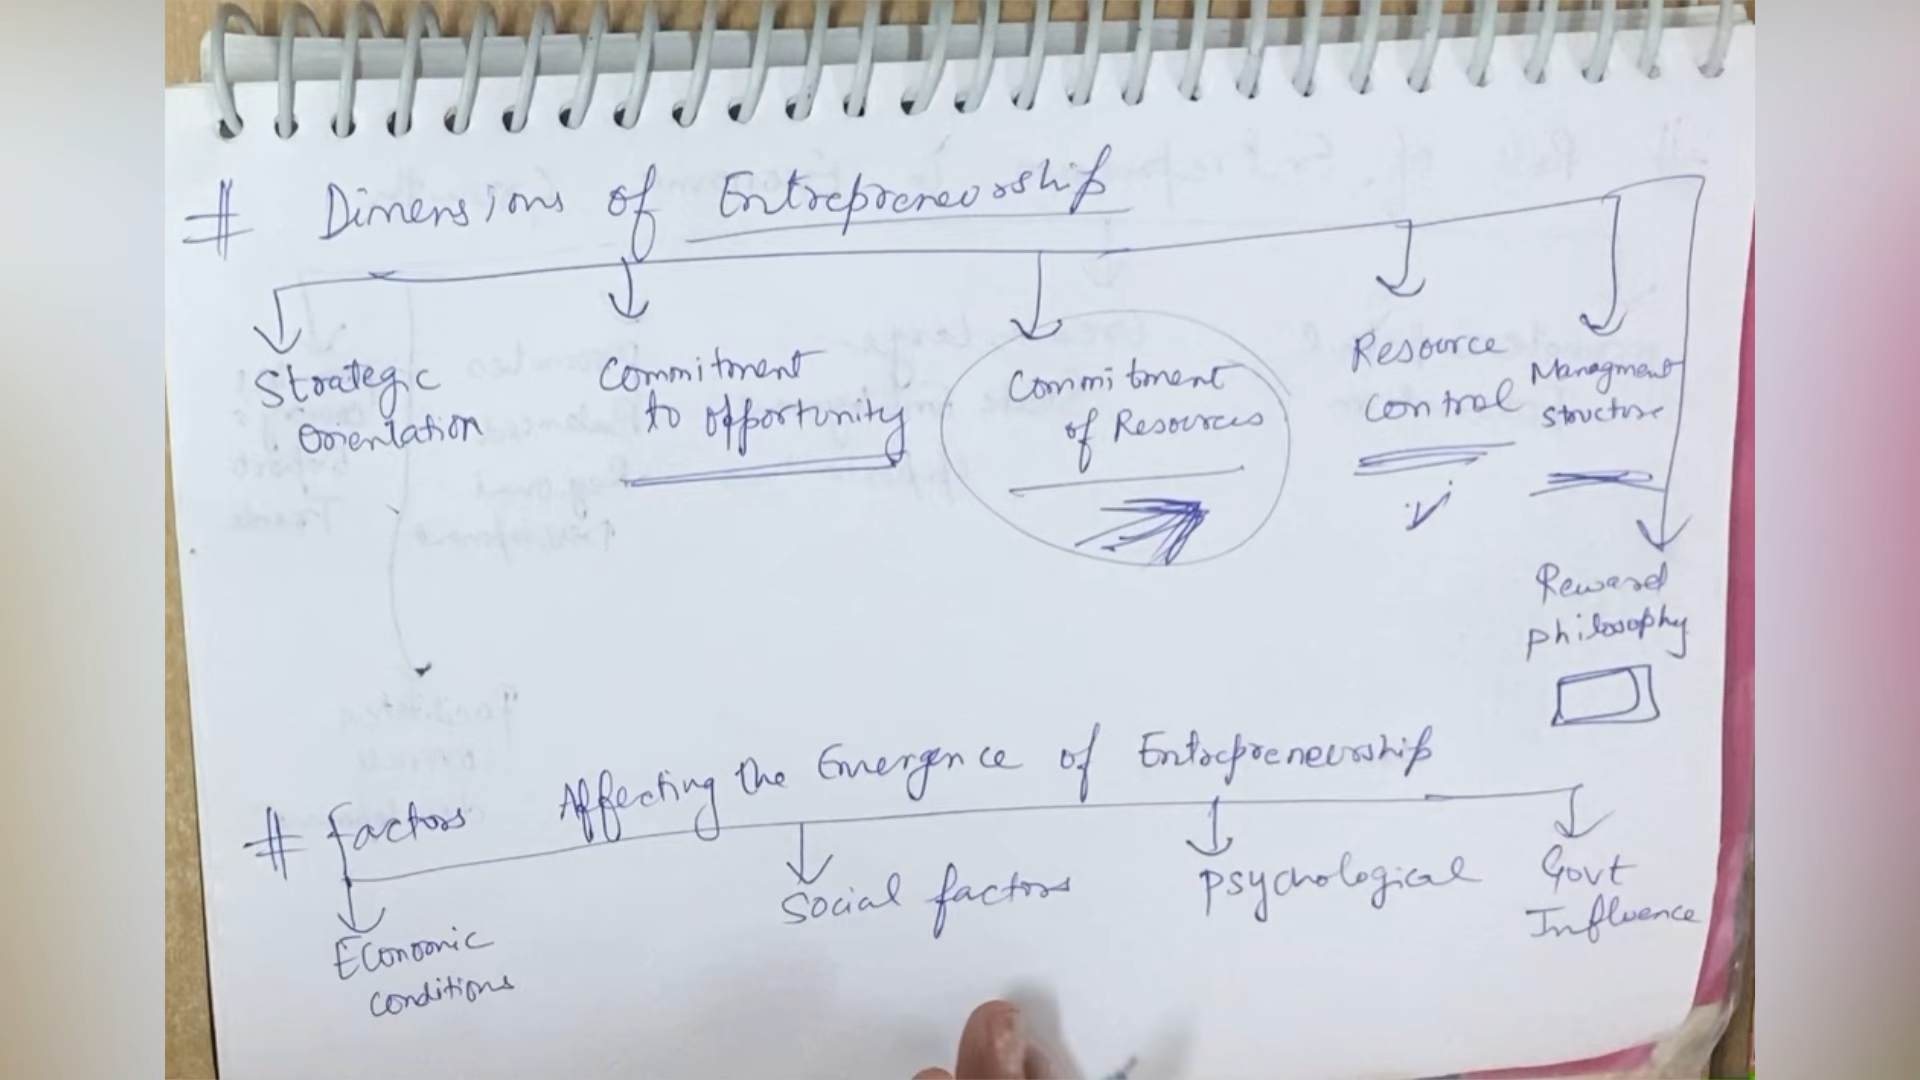 # Dimensions of Entrepreneurship
Strategic
orientation
Commitment
to opportunity
Commitment
of Resources
Resource
control
Managment
structure
Reward
philosophy
# factors Affecting the Emergence of Entrepreneurship
Economic
conditions
Social factors
Psychological
Govt
Influence